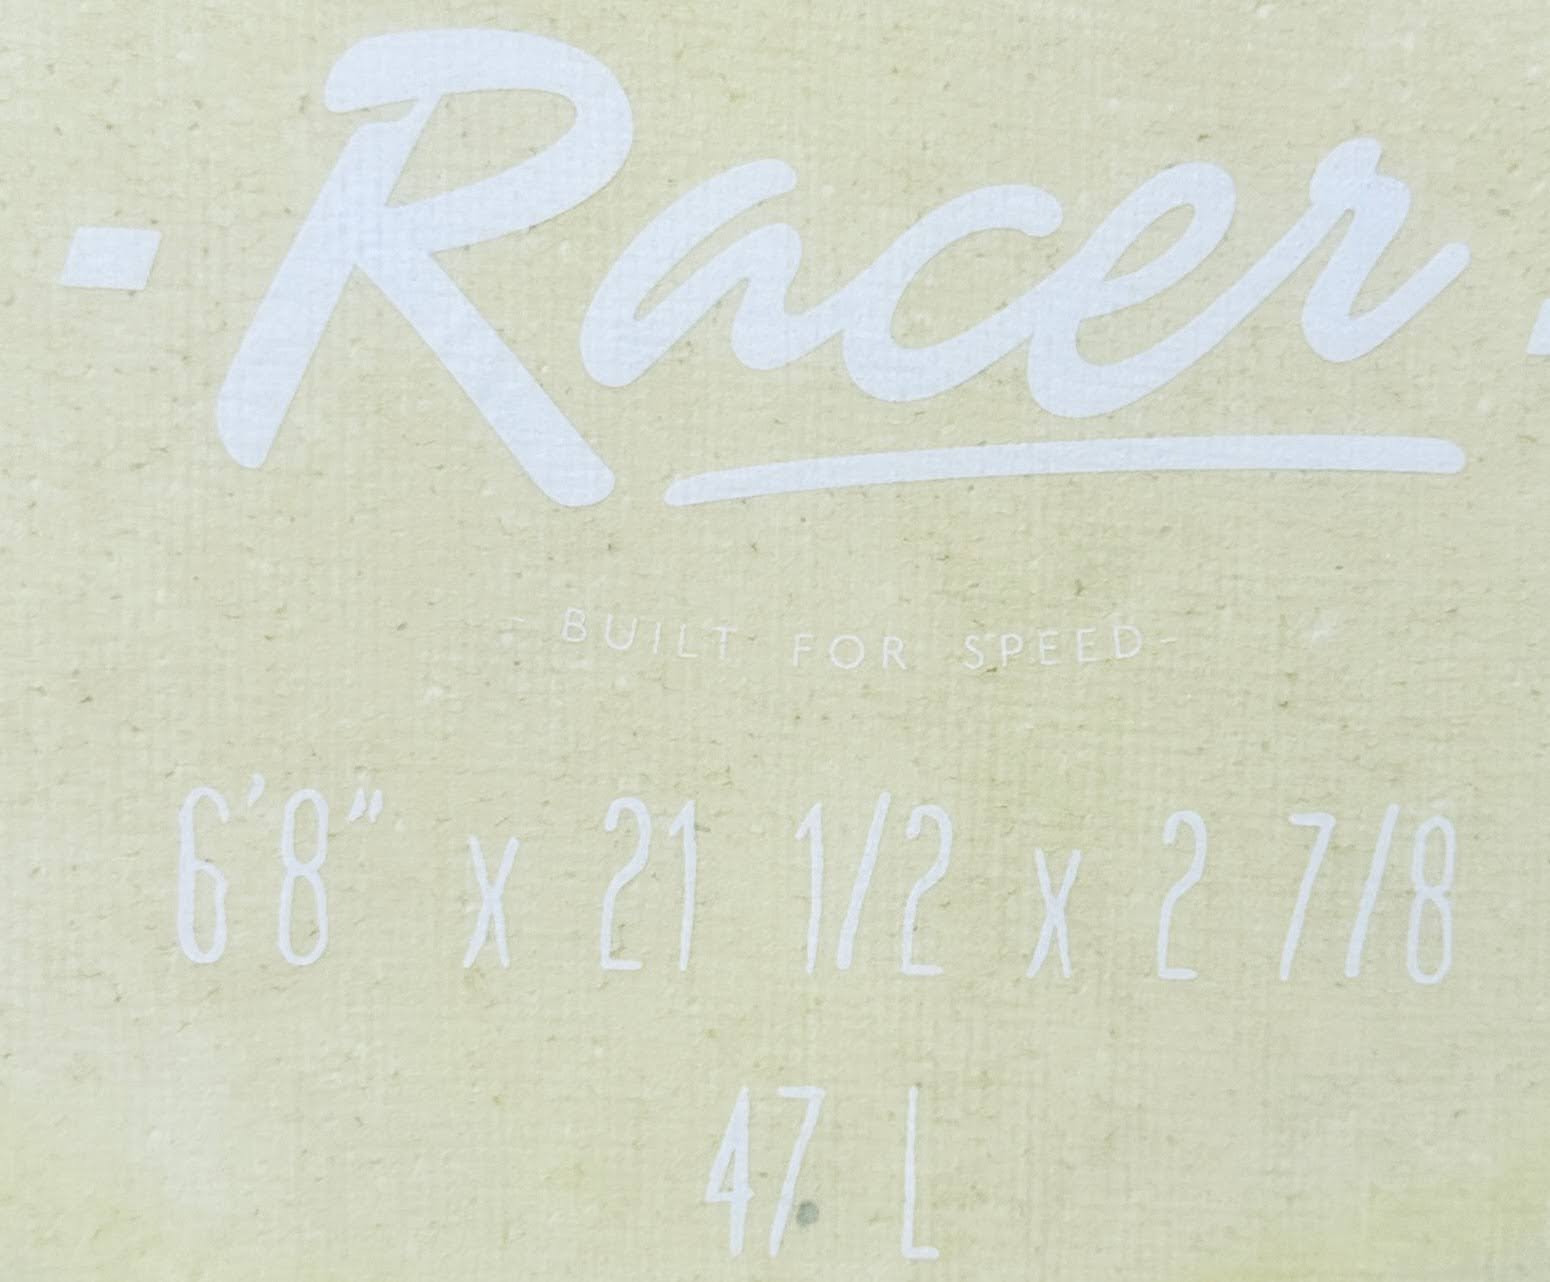 - Racer -
- BUILT FOR SPEED -
6'8" x 21 1/2 x 2 7/8
47 L